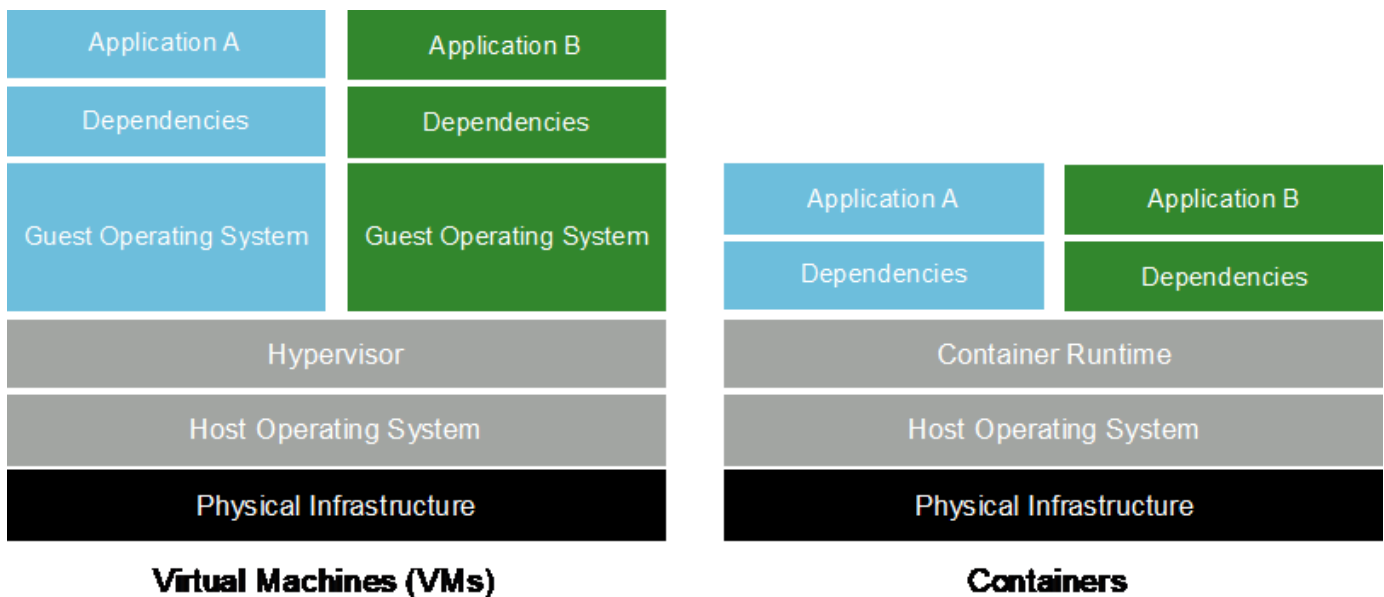 Application A
Application B
Dependencies
Dependencies
Guest Operating System
Guest Operating System
Hypervisor
Host Operating System
Physical Infrastructure
Virtual Machines (VMs)
Application A
Application B
Dependencies
Dependencies
Container Runtime
Host Operating System
Physical Infrastructure
Containers